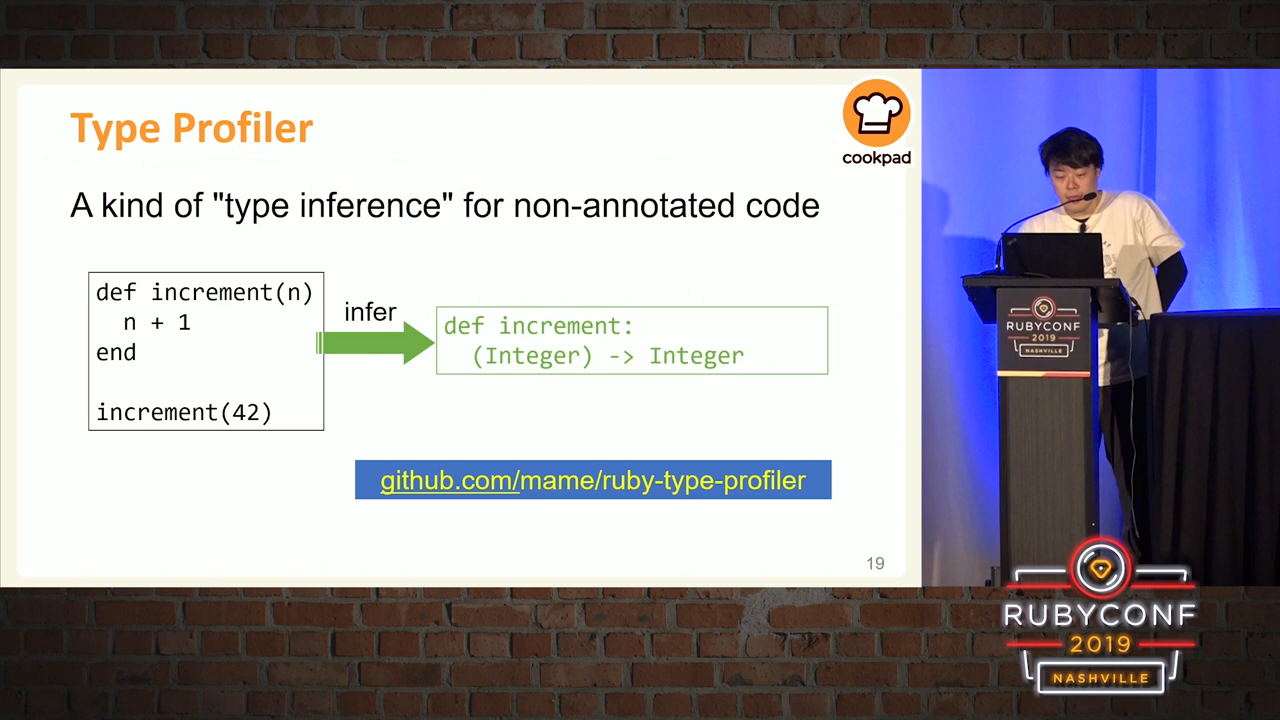 Type Profiler
cookpad
A kind of "type inference" for non-annotated code
def increment(n)
n + 1
end
increment(42)
infer
def increment:
(Integer) -> Integer
github.com/mame/ruby-type-profiler
19
RUBYCONF
2019
NASHVILLE
RUBYCONF
2019
NASHVILLE